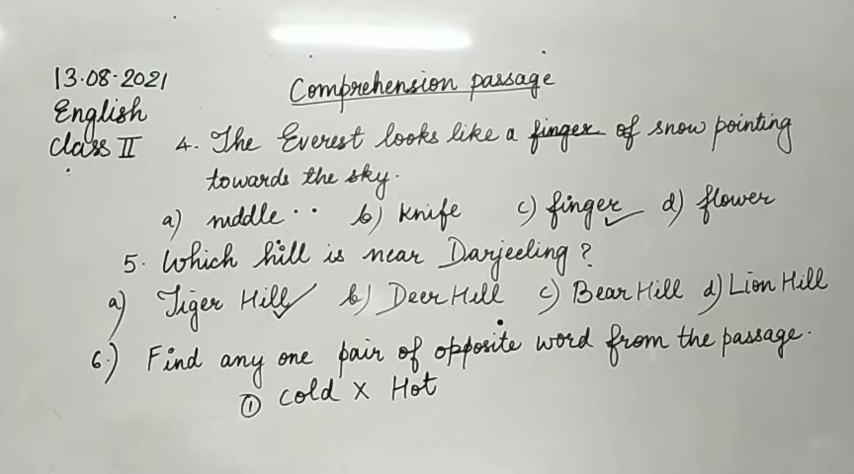 13.08.2021
Comprehension passage
English
Class II
4. The Everest looks like a finger of snow pointing
towards the sky.
a) middle .. b) knife c) finger ✓ d) flower
5. Which hill is near Darjeeling?
a) Tiger Hill ✓ b) Deer Hill c) Bear Hill d) Lion Hill
6.) Find any one pair of opposite word from the passage.
① cold X Hot